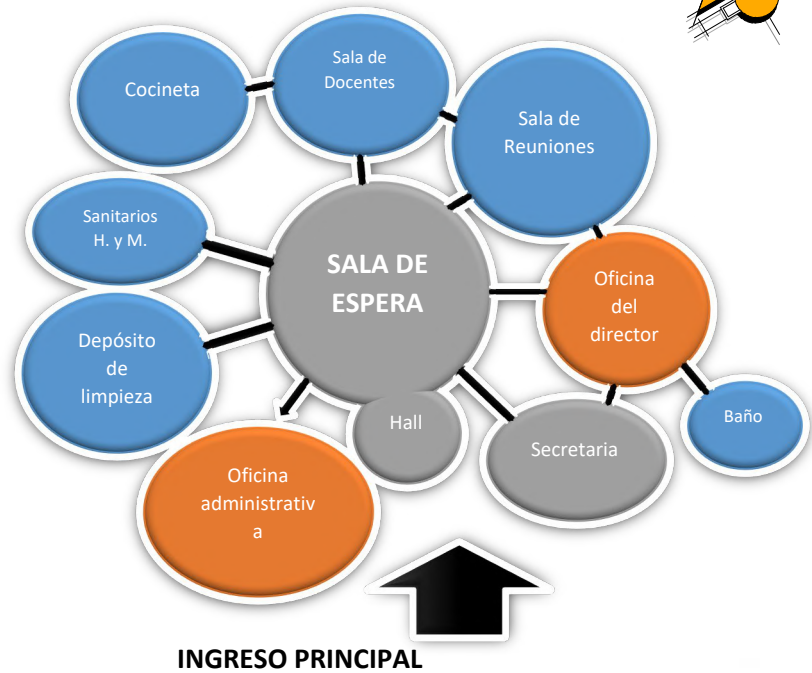 Cocineta
Sala de
Docentes
Sala de
Reuniones
Sanitarios
H. y M.
SALA DE
ESPERA
Oficina
del
director
Depósito
de
limpieza
Hall
Secretaria
Baño
Oficina
administrativ
a
INGRESO PRINCIPAL